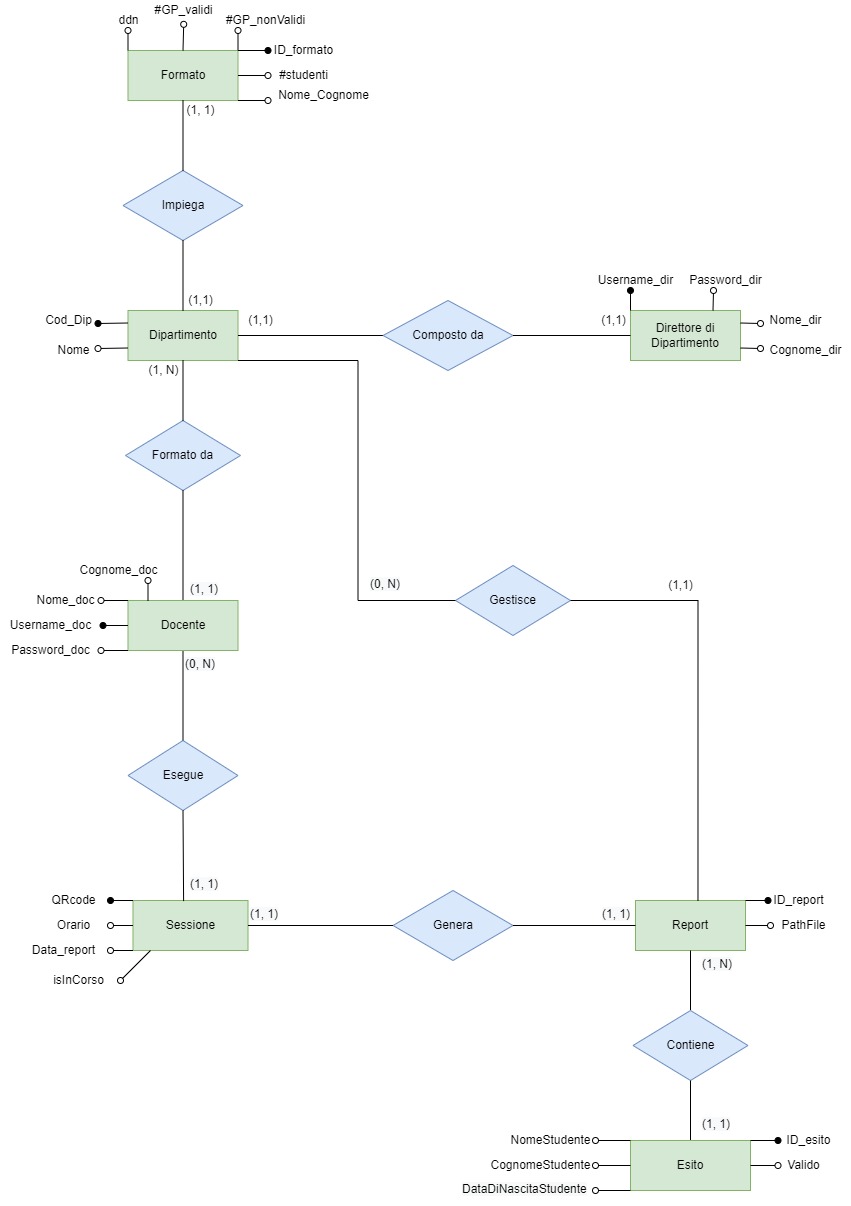 #GP_validi
ddn
#GP_nonValidi
ID_formato
Formato
#studenti
Nome_Cognome
(1, 1)
Impiega
(1,1)
Username_dir
Password_dir
Cod_Dip
(1,1)
(1,1)
Nome_dir
Dipartimento
Composto da
Direttore di
Dipartimento
Nome
Cognome_dir
(1, N)
Formato da
Cognome_doc
(0, N)
(1,1)
(1, 1)
Nome_doc
Gestisce
Username_doc
Docente
Password_doc
(0, N)
Esegue
(1, 1)
QRcode
ID_report
(1, 1)
(1, 1)
Orario
Sessione
Genera
Report
PathFile
Data_report
(1, N)
isInCorso
Contiene
(1, 1)
NomeStudente
ID_esito
CognomeStudente
Esito
Valido
DataDiNascitaStudente